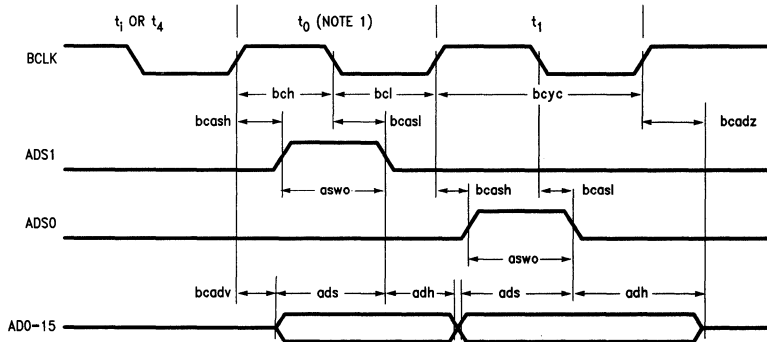 tᵢ OR t₄ t₀ (NOTE 1) t₁
BCLK
bch bcl bcyc
bcash bcasl bcadz
ADS1
aswo bcash bcasl
ADS0
aswo
bcadv ads adh ads adh
AD0-15